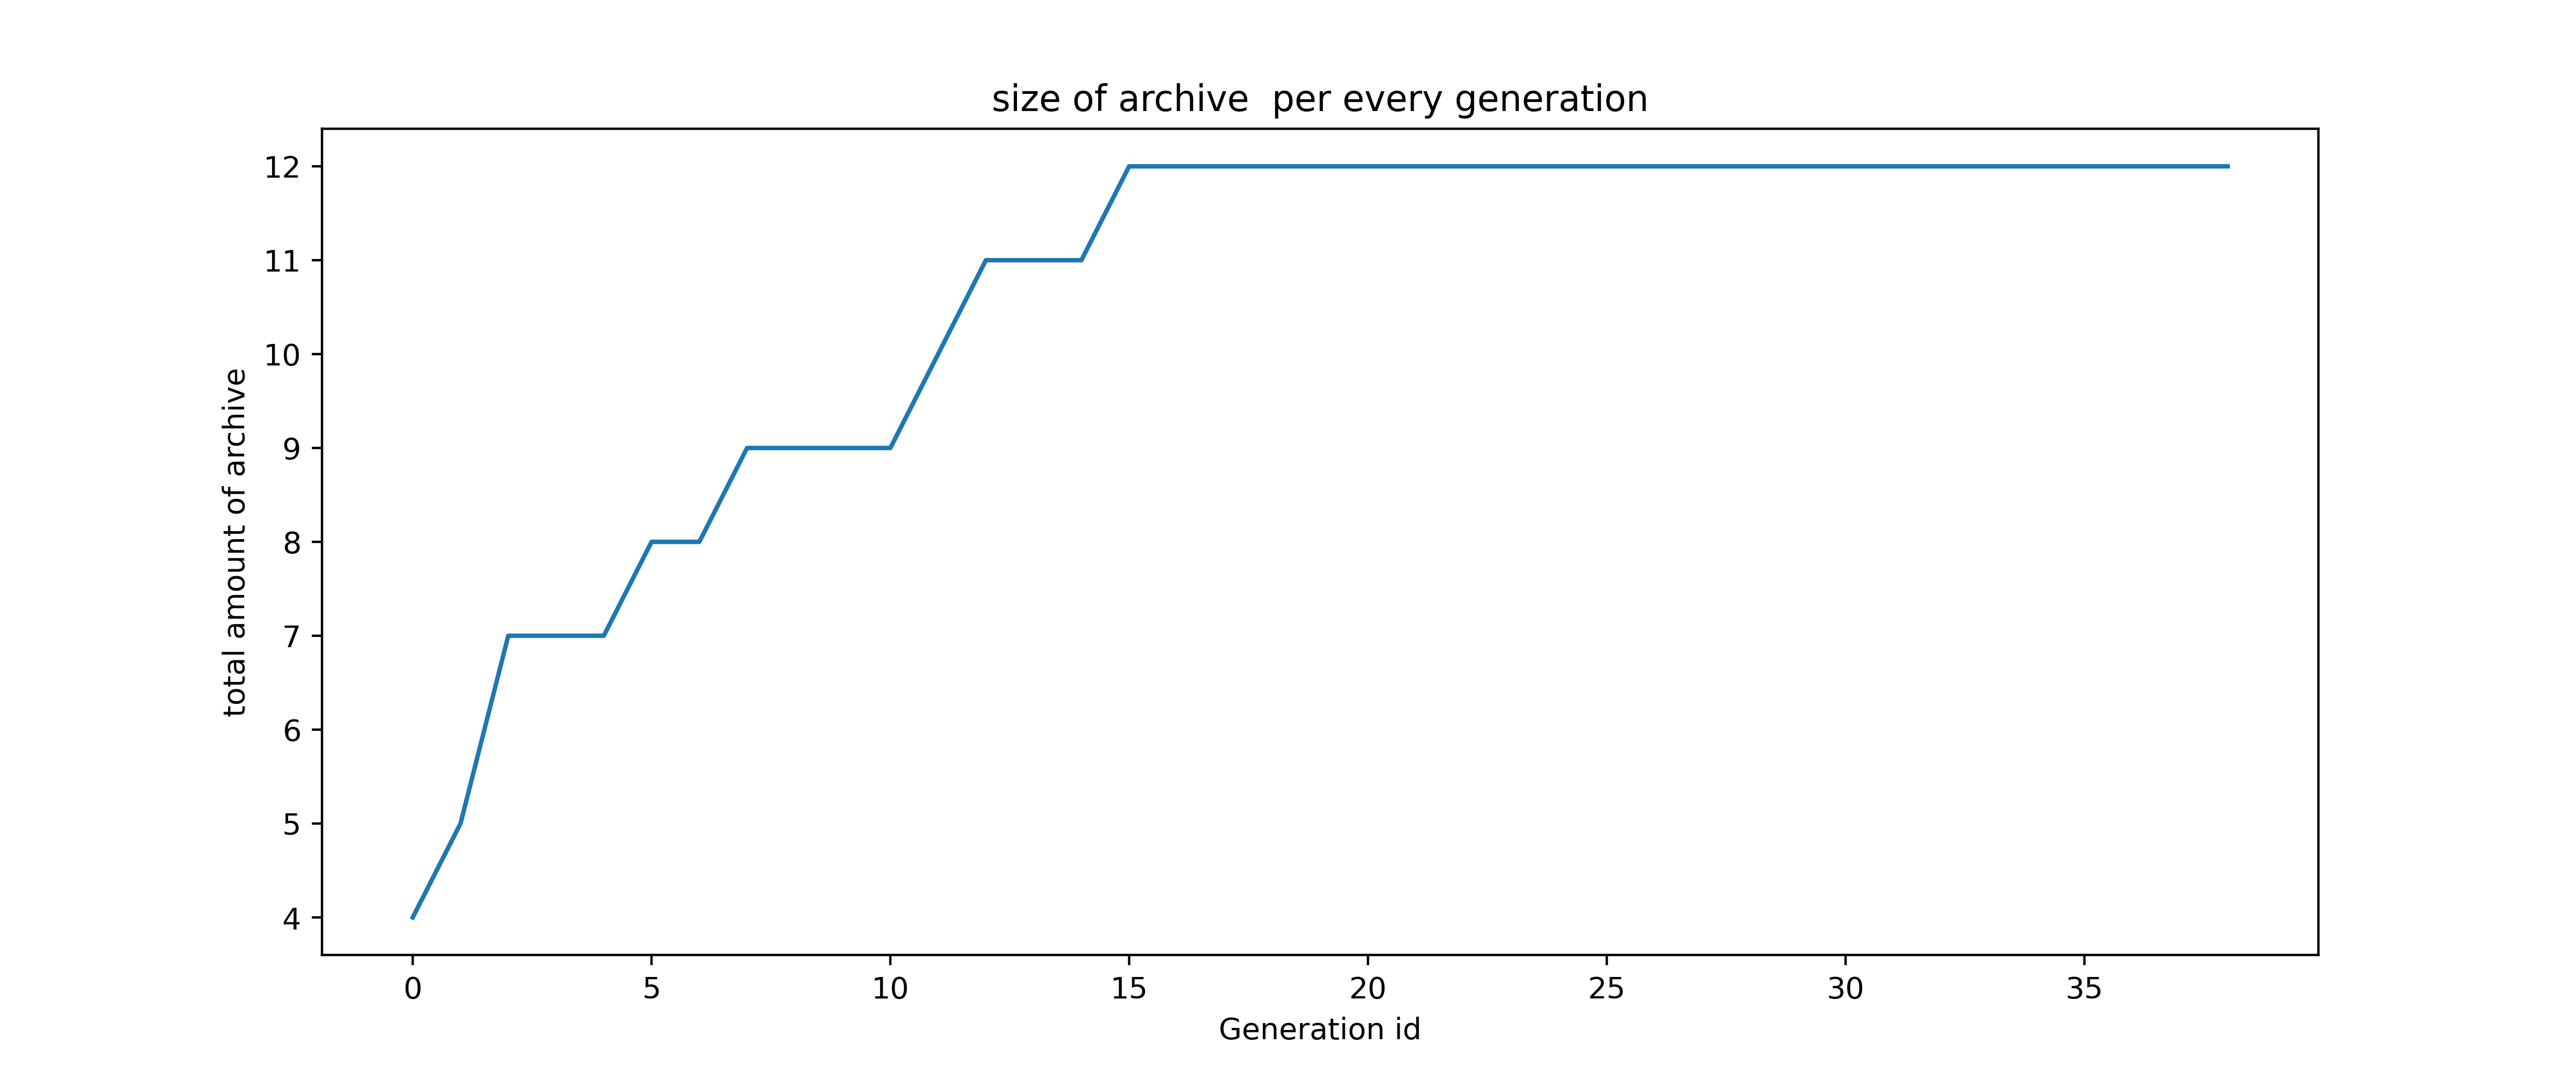 size of archive  per every generation
total amount of archive
12
11
10
9
8
7
6
5
4
0 5 10 15 20 25 30 35
Generation id